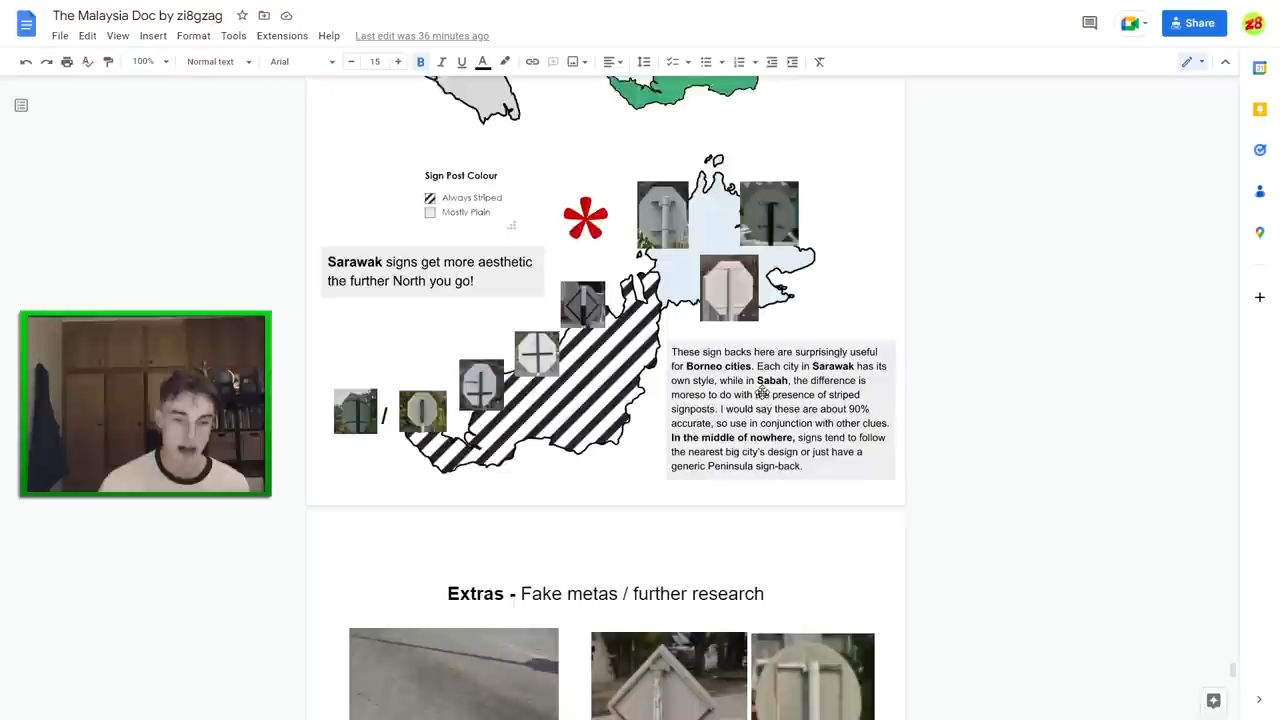 The Malaysia Doc by zi8gzag
File Edit View Insert Format Tools Extensions Help Last edit was 36 minutes ago
Share
z8
100% Normal text Arial 15
Sign Post Colour
Always Striped
Mostly Plain
*
Sarawak signs get more aesthetic
the further North you go!
/
These sign backs here are surprisingly useful
for Borneo cities. Each city in Sarawak has its
own style, while in Sabah, the difference is
moreso to do with the presence of striped
signposts. I would say these are about 90%
accurate, so use in conjunction with other clues.
In the middle of nowhere, signs tend to follow
the nearest big city's design or just have a
generic Peninsula sign-back.
Extras - Fake metas / further research